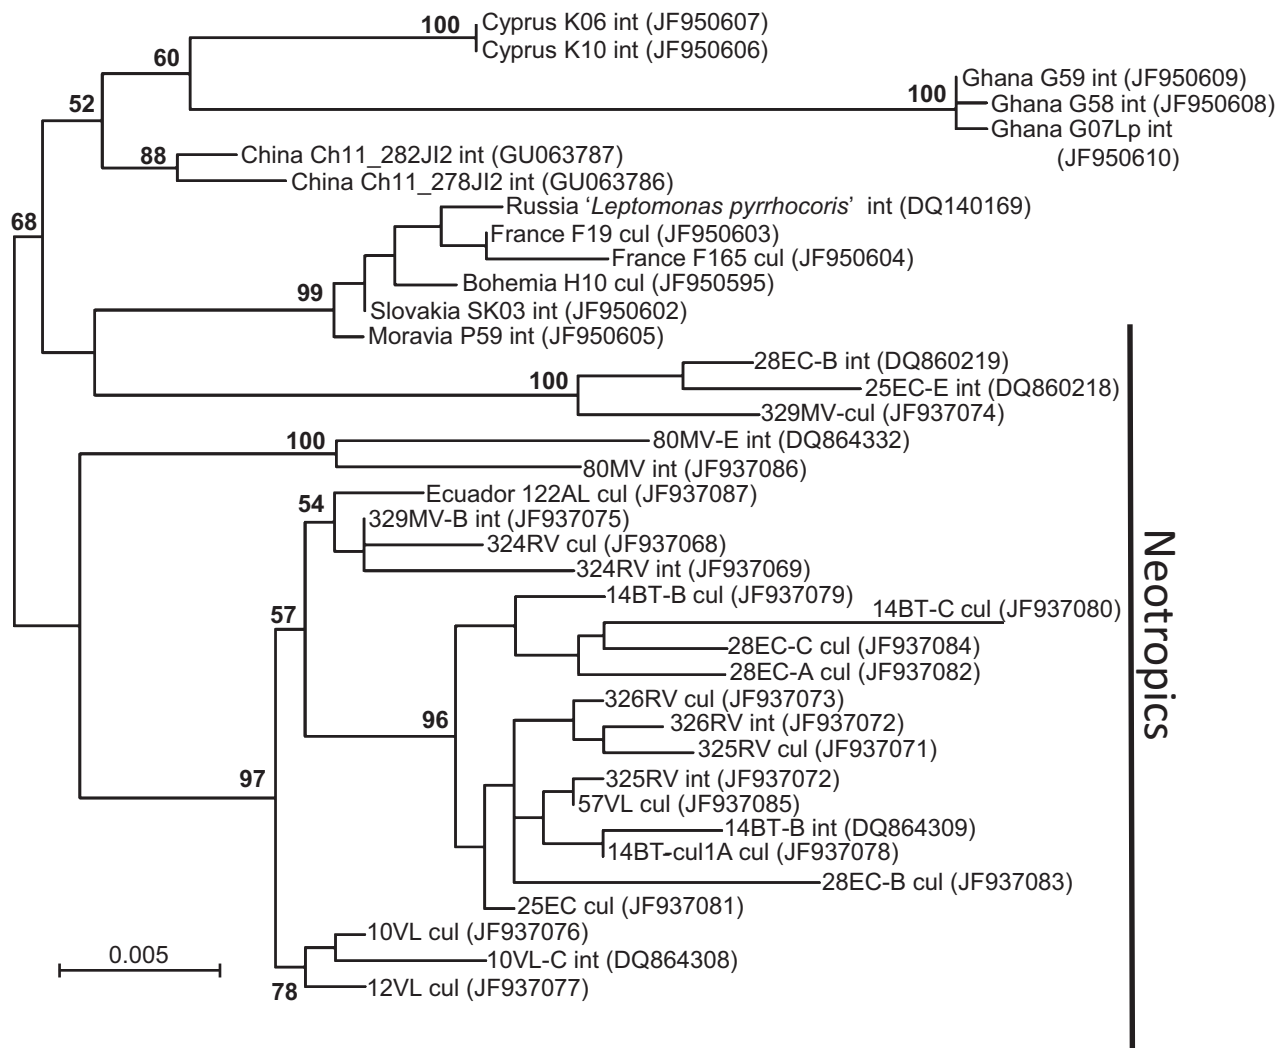 100
Cyprus K06 int (JF950607)
Cyprus K10 int (JF950606)
60
Ghana G59 int (JF950609)
100
Ghana G58 int (JF950608)
52
Ghana G07Lp int
(JF950610)
88
China Ch11_282JI2 int (GU063787)
China Ch11_278JI2 int (GU063786)
68
Russia ‘Leptomonas pyrrhocoris’ int (DQ140169)
France F19 cul (JF950603)
France F165 cul (JF950604)
Bohemia H10 cul (JF950595)
99
Slovakia SK03 int (JF950602)
Moravia P59 int (JF950605)
28EC-B int (DQ860219)
100
25EC-E int (DQ860218)
329MV-cul (JF937074)
100
80MV-E int (DQ864332)
80MV int (JF937086)
54
Ecuador 122AL cul (JF937087)
329MV-B int (JF937075)
324RV cul (JF937068)
324RV int (JF937069)
14BT-B cul (JF937079)
14BT-C cul (JF937080)
57
28EC-C cul (JF937084)
28EC-A cul (JF937082)
326RV cul (JF937073)
96
326RV int (JF937072)
325RV cul (JF937071)
97
325RV int (JF937072)
57VL cul (JF937085)
14BT-B int (DQ864309)
14BT-cul1A cul (JF937078)
28EC-B cul (JF937083)
25EC cul (JF937081)
10VL cul (JF937076)
10VL-C int (DQ864308)
78
12VL cul (JF937077)
0.005
Neotropics